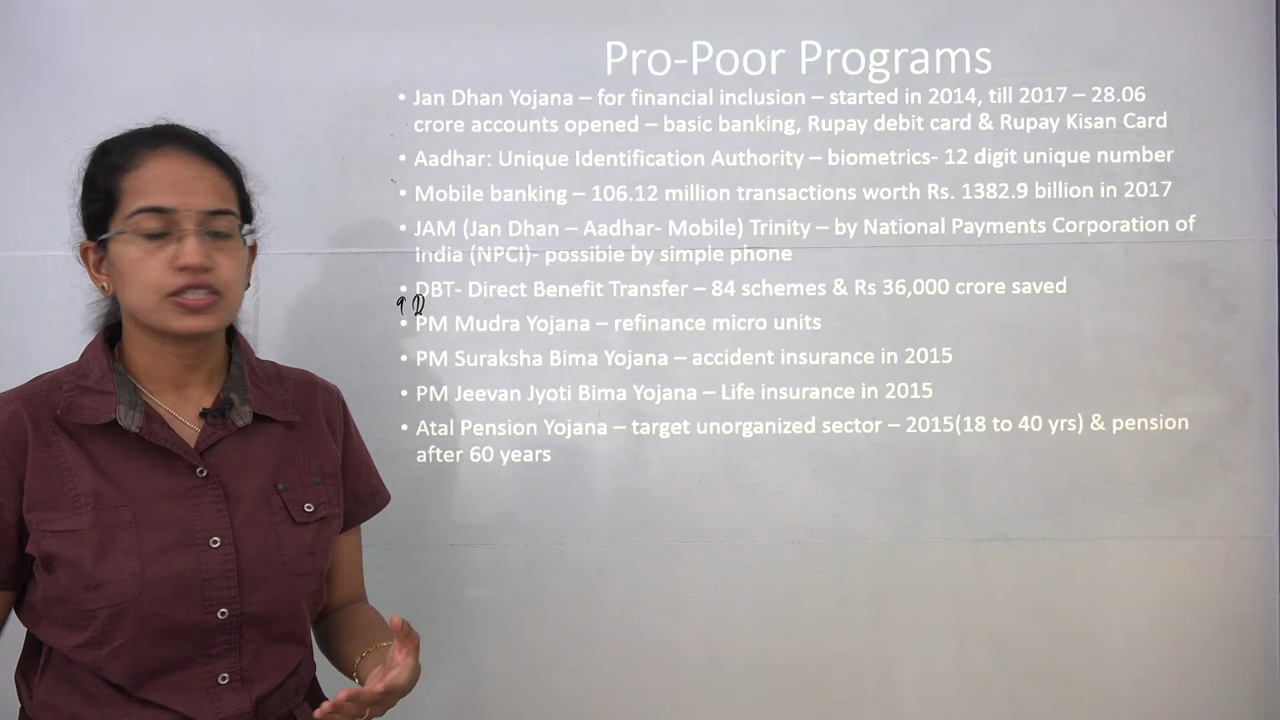 Pro-Poor Programs
• Jan Dhan Yojana – for financial inclusion – started in 2014, till 2017 – 28.06
crore accounts opened – basic banking, Rupay debit card & Rupay Kisan Card
• Aadhar: Unique Identification Authority – biometrics- 12 digit unique number
• Mobile banking – 106.12 million transactions worth Rs. 1382.9 billion in 2017
• JAM (Jan Dhan – Aadhar- Mobile) Trinity – by National Payments Corporation of
India (NPCI)- possible by simple phone
• DBT- Direct Benefit Transfer – 84 schemes & Rs 36,000 crore saved
• PM Mudra Yojana – refinance micro units
• PM Suraksha Bima Yojana – accident insurance in 2015
• PM Jeevan Jyoti Bima Yojana – Life insurance in 2015
• Atal Pension Yojana – target unorganized sector – 2015(18 to 40 yrs) & pension
after 60 years